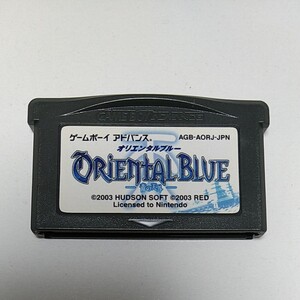 ゲームボーイ アドバンス
AGB-AORJ-JPN
オリエンタルブルー
ORIENTAL BLUE
©2003 HUDSON SOFT ©2003 RED
Licensed to Nintendo